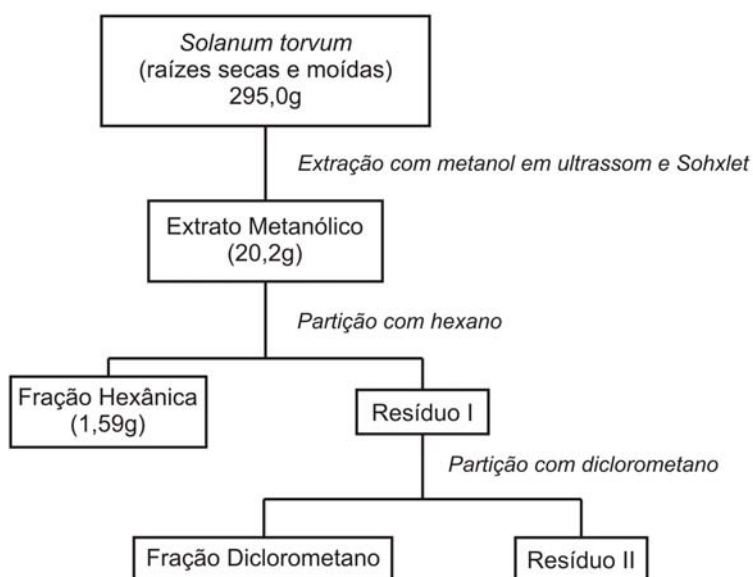 Solanum torvum
(raízes secas e moídas)
295,0g
Extração com metanol em ultrassom e Sohxlet
Extrato Metanólico
(20,2g)
Partição com hexano
Fração Hexânica
(1,59g)
Resíduo I
Partição com diclorometano
Fração Diclorometano
Resíduo II